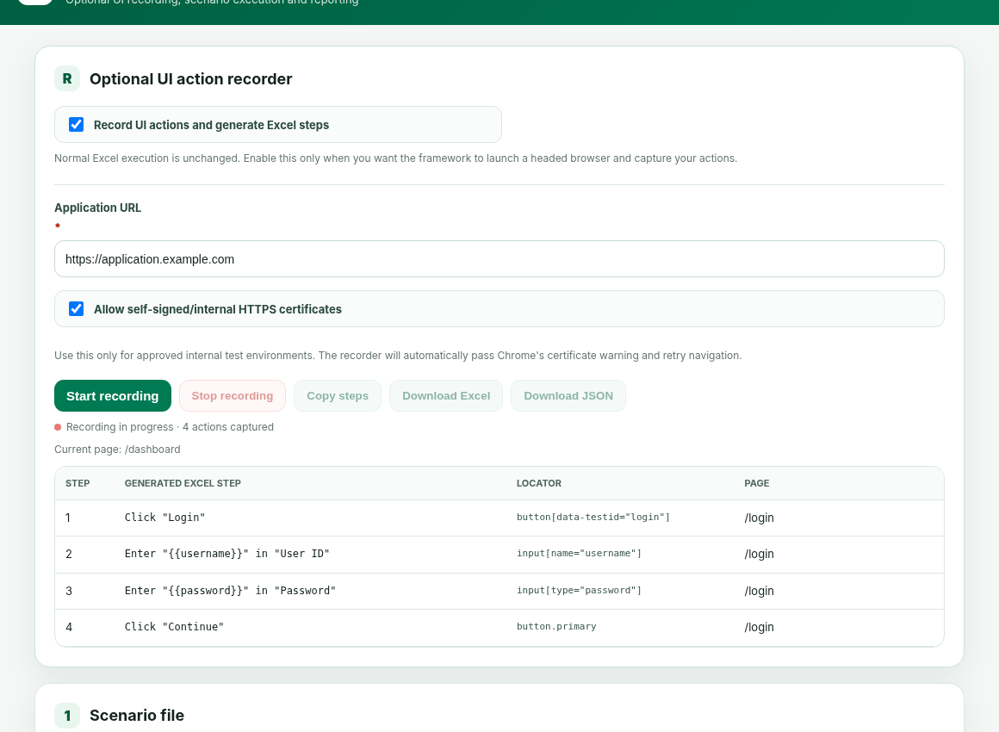 Optional UI recording, scenario execution and reporting
R Optional UI action recorder
Record UI actions and generate Excel steps
Normal Excel execution is unchanged. Enable this only when you want the framework to launch a headed browser and capture your actions.
Application URL
*
https://application.example.com
Allow self-signed/internal HTTPS certificates
Use this only for approved internal test environments. The recorder will automatically pass Chrome's certificate warning and retry navigation.
Start recording Stop recording Copy steps Download Excel Download JSON
Recording in progress · 4 actions captured
Current page: /dashboard
STEP GENERATED EXCEL STEP LOCATOR PAGE
1 Click "Login" button[data-testid="login"] /login
2 Enter "{{username}}" in "User ID" input[name="username"] /login
3 Enter "{{password}}" in "Password" input[type="password"] /login
4 Click "Continue" button.primary /login
1 Scenario file